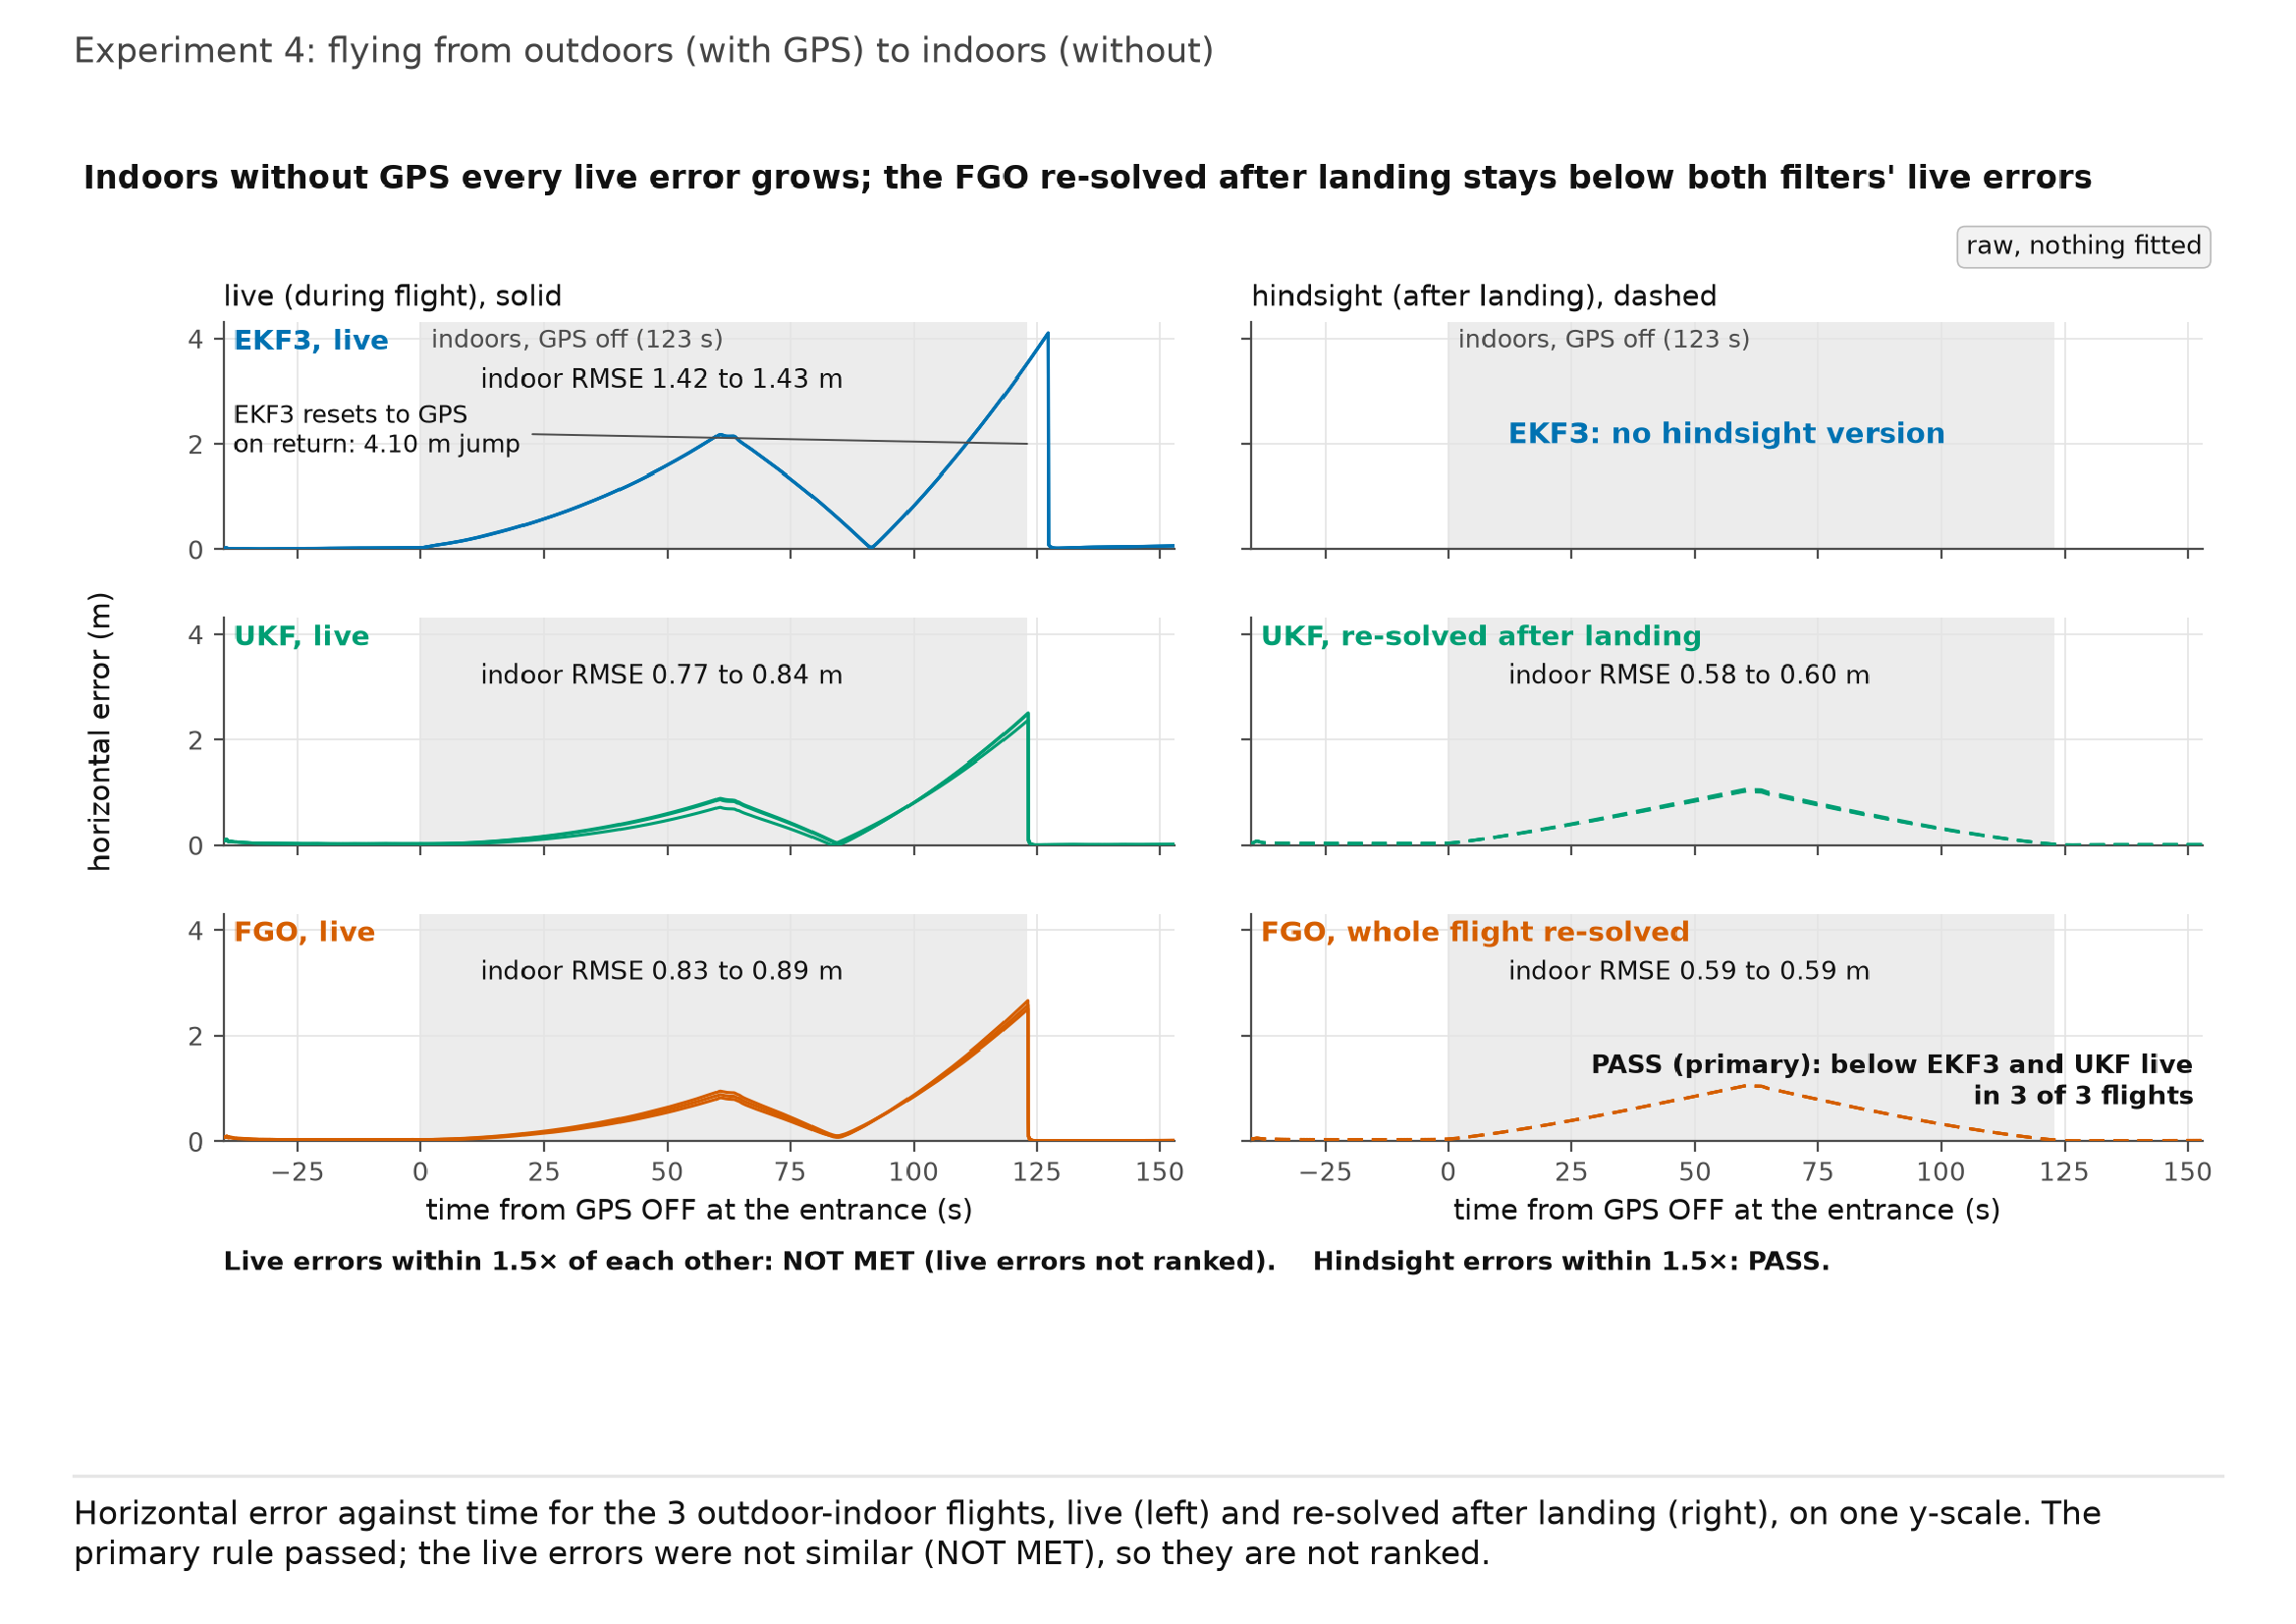 Experiment 4: flying from outdoors (with GPS) to indoors (without)
Indoors without GPS every live error grows; the FGO re-solved after landing stays below both filters' live errors
raw, nothing fitted
live (during flight), solid
hindsight (after landing), dashed
EKF3, live
indoors, GPS off (123 s)
indoor RMSE 1.42 to 1.43 m
EKF3 resets to GPS
on return: 4.10 m jump
4
2
0
indoors, GPS off (123 s)
EKF3: no hindsight version
horizontal error (m)
UKF, live
indoor RMSE 0.77 to 0.84 m
4
2
0
UKF, re-solved after landing
indoor RMSE 0.58 to 0.60 m
FGO, live
indoor RMSE 0.83 to 0.89 m
4
2
0
−25 0 25 50 75 100 125 150
time from GPS OFF at the entrance (s)
FGO, whole flight re-solved
indoor RMSE 0.59 to 0.59 m
PASS (primary): below EKF3 and UKF live
in 3 of 3 flights
−25 0 25 50 75 100 125 150
time from GPS OFF at the entrance (s)
Live errors within 1.5× of each other: NOT MET (live errors not ranked). Hindsight errors within 1.5×: PASS.
Horizontal error against time for the 3 outdoor-indoor flights, live (left) and re-solved after landing (right), on one y-scale. The
primary rule passed; the live errors were not similar (NOT MET), so they are not ranked.